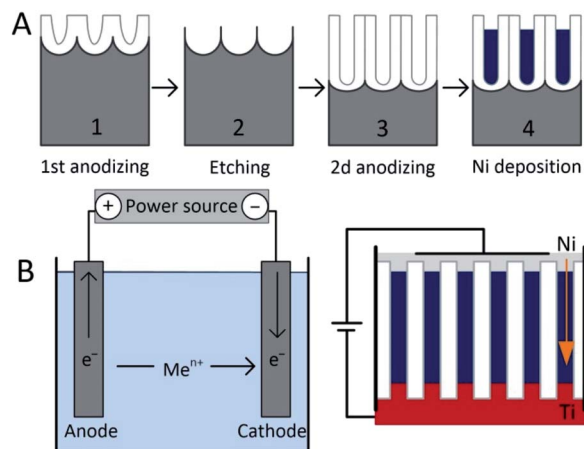 A
1
2
3
4
1st anodizing
Etching
2d anodizing
Ni deposition
+ Power source −
B
e⁻
Meⁿ⁺
e⁻
Anode
Cathode
Ni
Ti